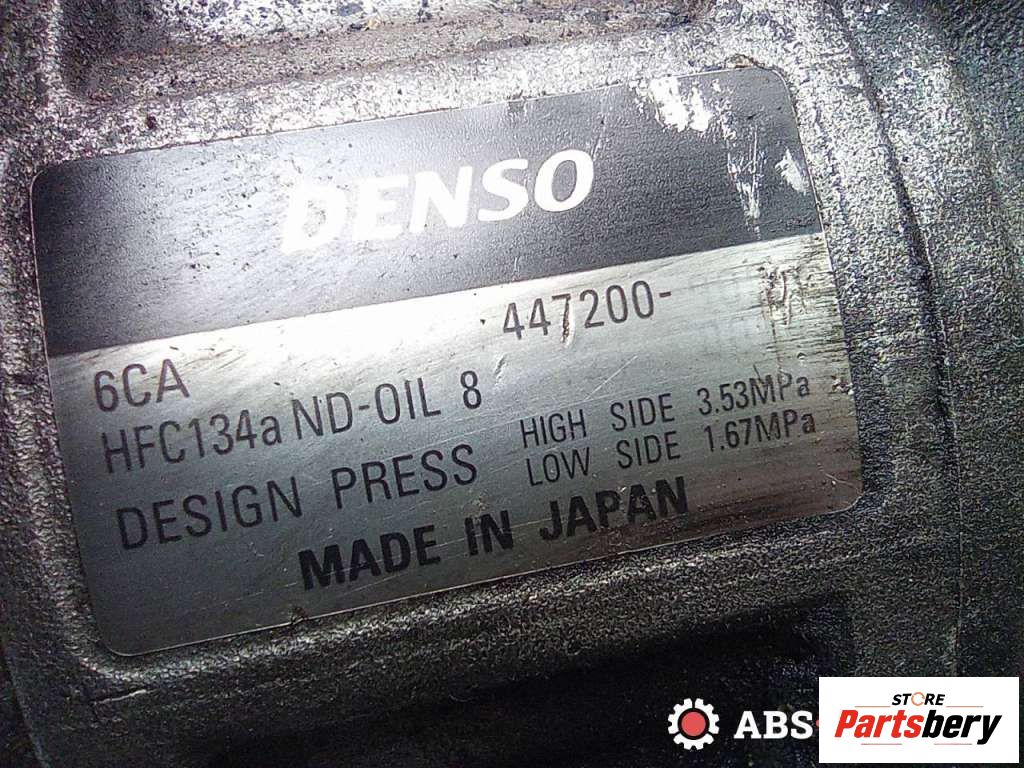 DENSO
447200-
6CA
HFC134a ND-OIL 8
DESIGN PRESS HIGH SIDE 3.53MPa
LOW SIDE 1.67MPa
MADE IN JAPAN
ABS
STORE
Partsbery